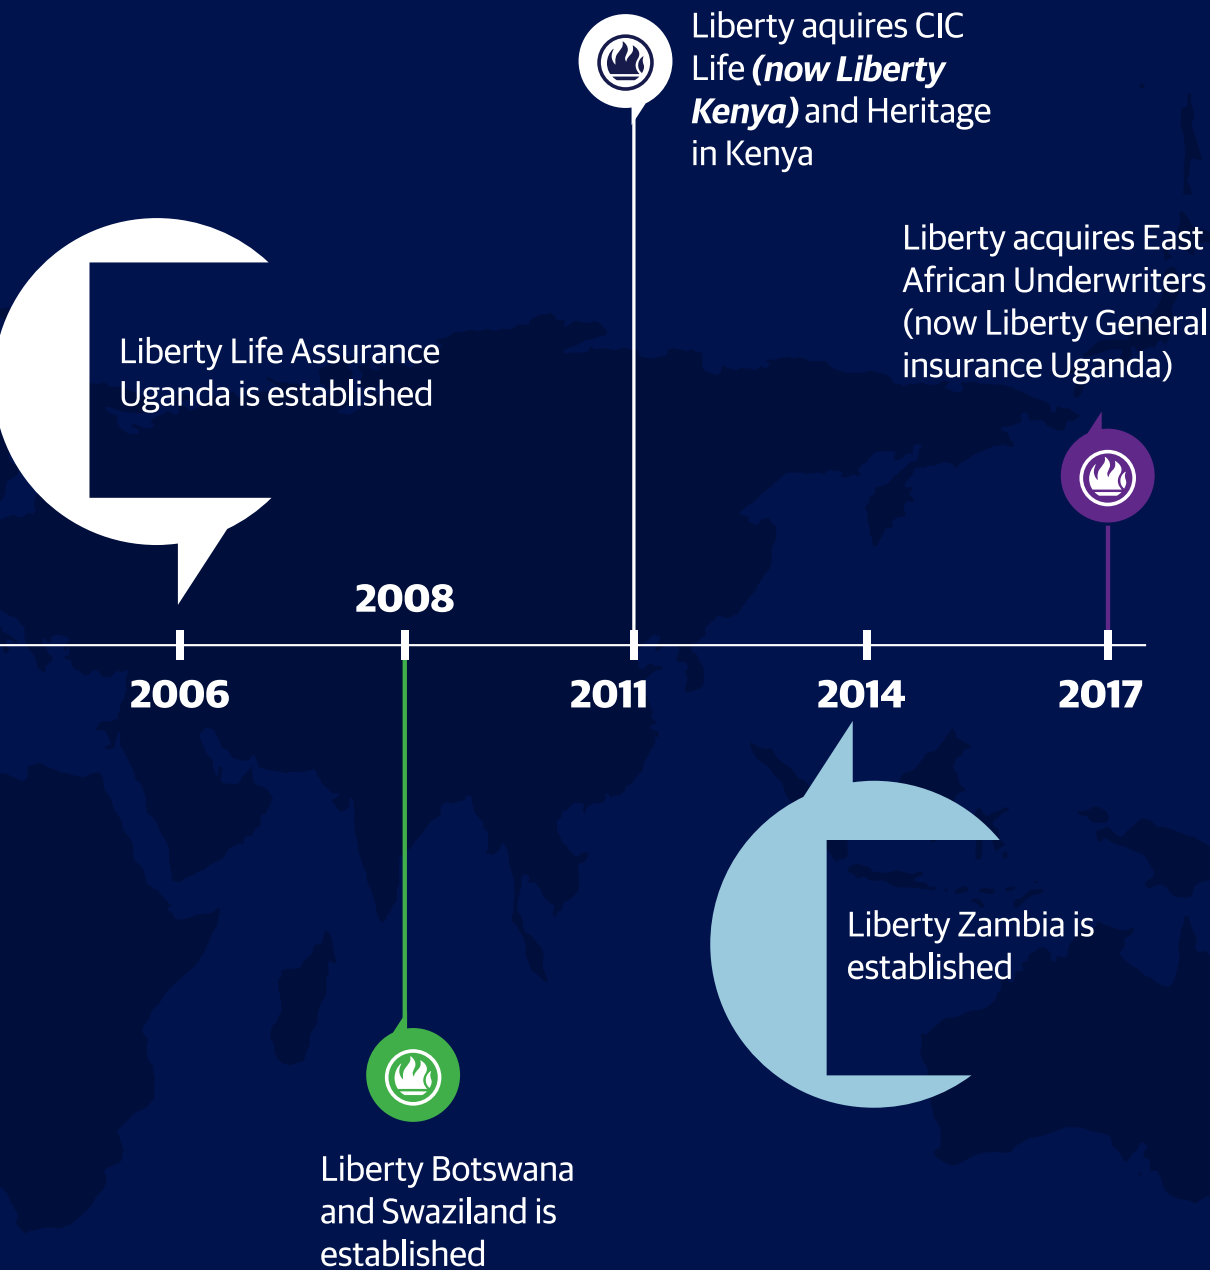 Liberty aquires CIC
Life (now Liberty
Kenya) and Heritage
in Kenya
Liberty acquires East
African Underwriters
(now Liberty General
insurance Uganda)
Liberty Life Assurance
Uganda is established
2008
2006
2011
2014
2017
Liberty Zambia is
established
Liberty Botswana
and Swaziland is
established